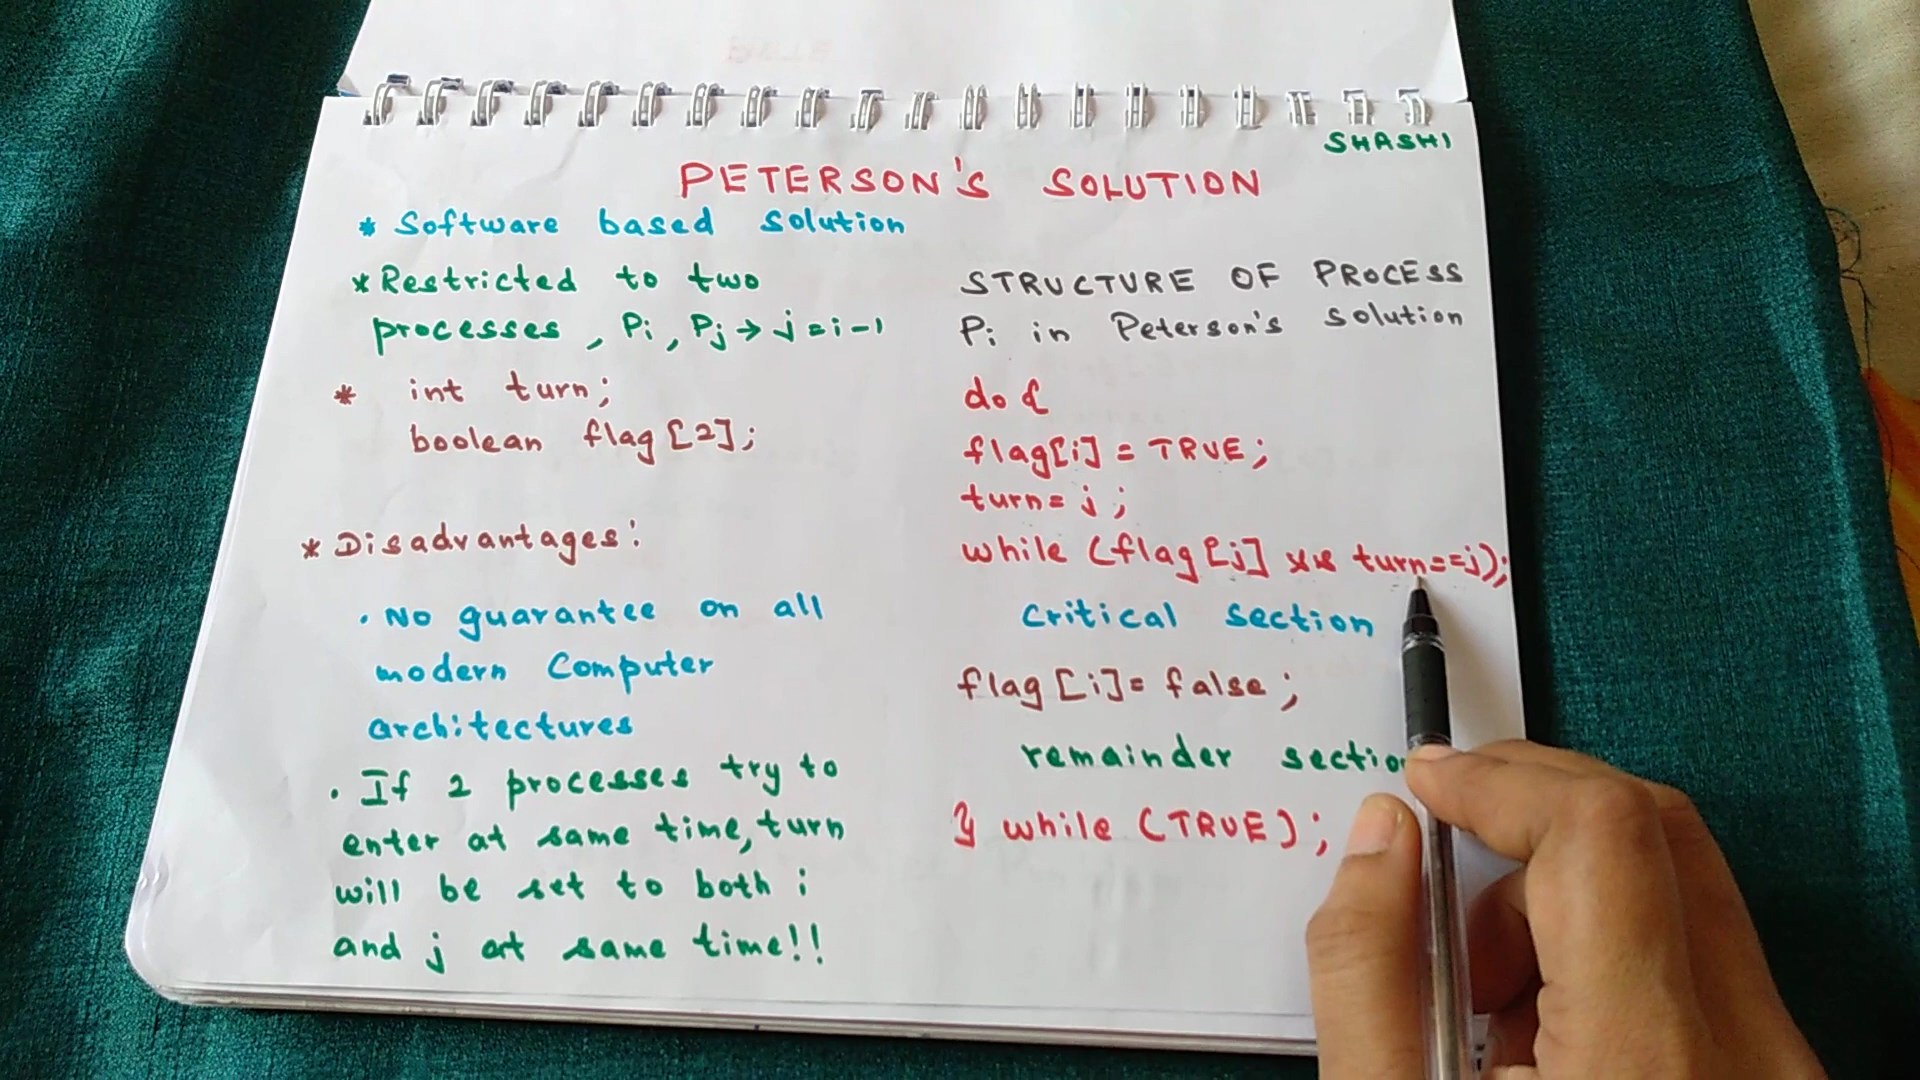 SHASHI
PETERSON'S SOLUTION
* Software based solution
* Restricted to two
processes, Pi, Pj → j = i-1
* int turn;
boolean flag [2];
* Disadvantages:
. No guarantee on all
modern Computer
architectures
. If 2 processes try to
enter at same time, turn
will be set to both i
and j at same time!!
STRUCTURE OF PROCESS
Pi in Peterson's solution
do {
flag[i] = TRUE;
turn = j;
while (flag [j] && turn==j);
Critical section
flag [i] = false;
remainder
} while (TRUE);